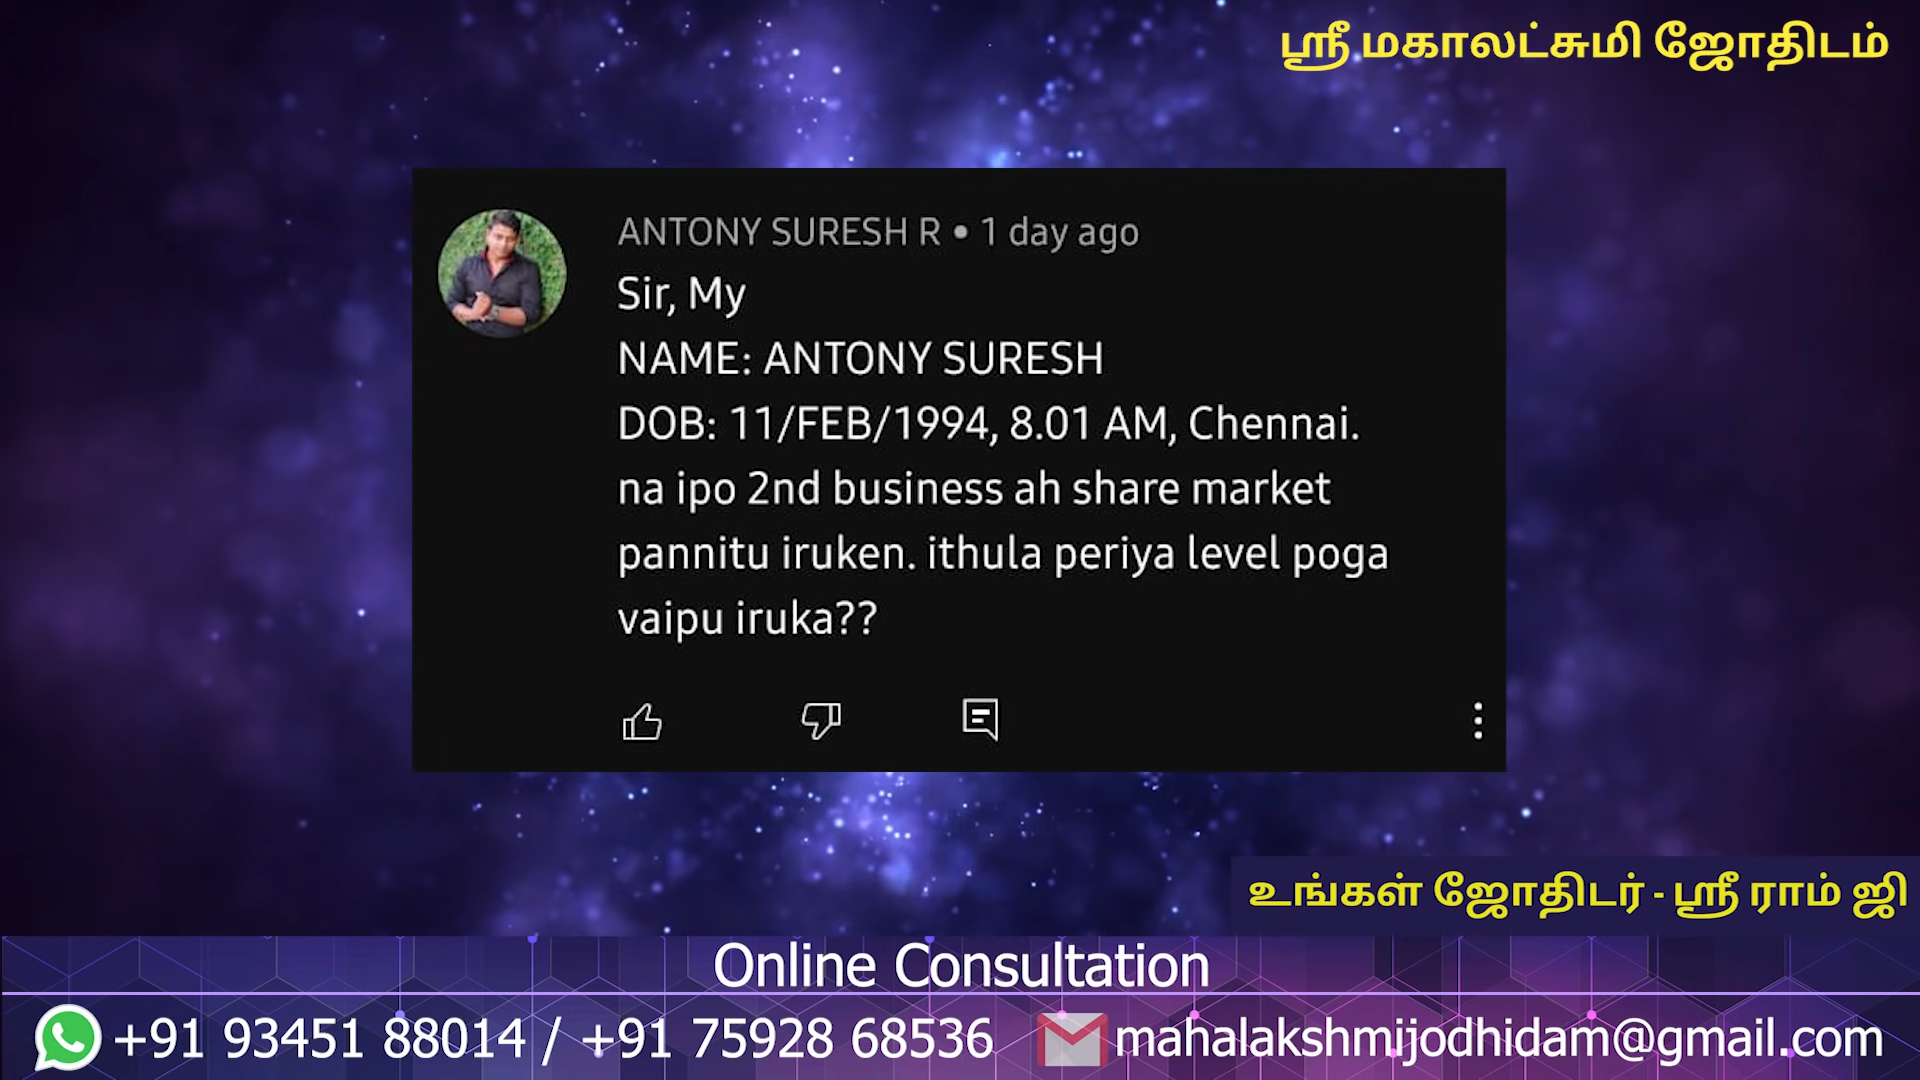 ஸ்ரீ மகாலட்சுமி ஜோதிடம்
ANTONY SURESH R • 1 day ago
Sir, My
NAME: ANTONY SURESH
DOB: 11/FEB/1994, 8.01 AM, Chennai.
na ipo 2nd business ah share market
pannitu iruken. ithula periya level poga
vaipu iruka??
உங்கள் ஜோதிடர் - ஸ்ரீ ராம் ஜி
Online Consultation
+91 93451 88014 / +91 75928 68536 mahalakshmijodhidam@gmail.com